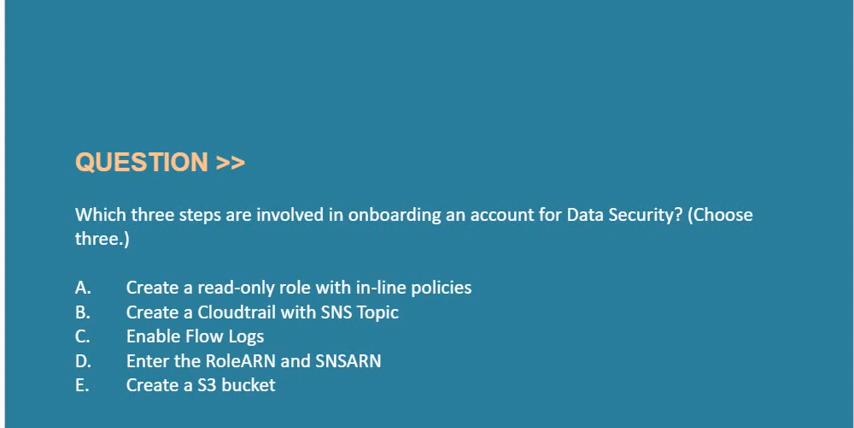 QUESTION >>
Which three steps are involved in onboarding an account for Data Security? (Choose
three.)
A. Create a read-only role with in-line policies
B. Create a Cloudtrail with SNS Topic
C. Enable Flow Logs
D. Enter the RoleARN and SNSARN
E. Create a S3 bucket